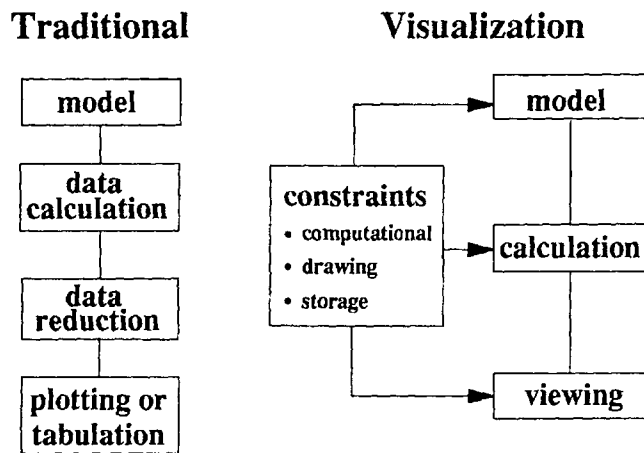 Traditional
model
data
calculation
data
reduction
plotting or
tabulation
Visualization
constraints
• computational
• drawing
• storage
model
calculation
viewing